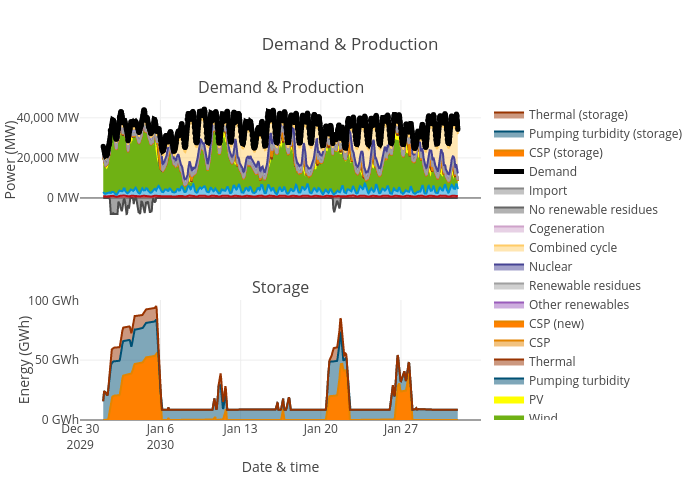 Demand & Production
Demand & Production
40,000 MW
20,000 MW
0 MW
Power (MW)
Storage
100 GWh
50 GWh
0 GWh
Energy (GWh)
Dec 30
2029
Jan 6
2030
Jan 13
Jan 20
Jan 27
Date & time
Thermal (storage)
Pumping turbidity (storage)
CSP (storage)
Demand
Import
No renewable residues
Cogeneration
Combined cycle
Nuclear
Renewable residues
Other renewables
CSP (new)
CSP
Thermal
Pumping turbidity
PV
Wind